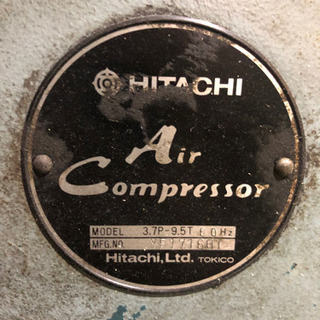 HITACHI
Air
Compressor
MODEL 3.7P-9.5T 60Hz
MFG.NO
Hitachi,Ltd. TOKICO